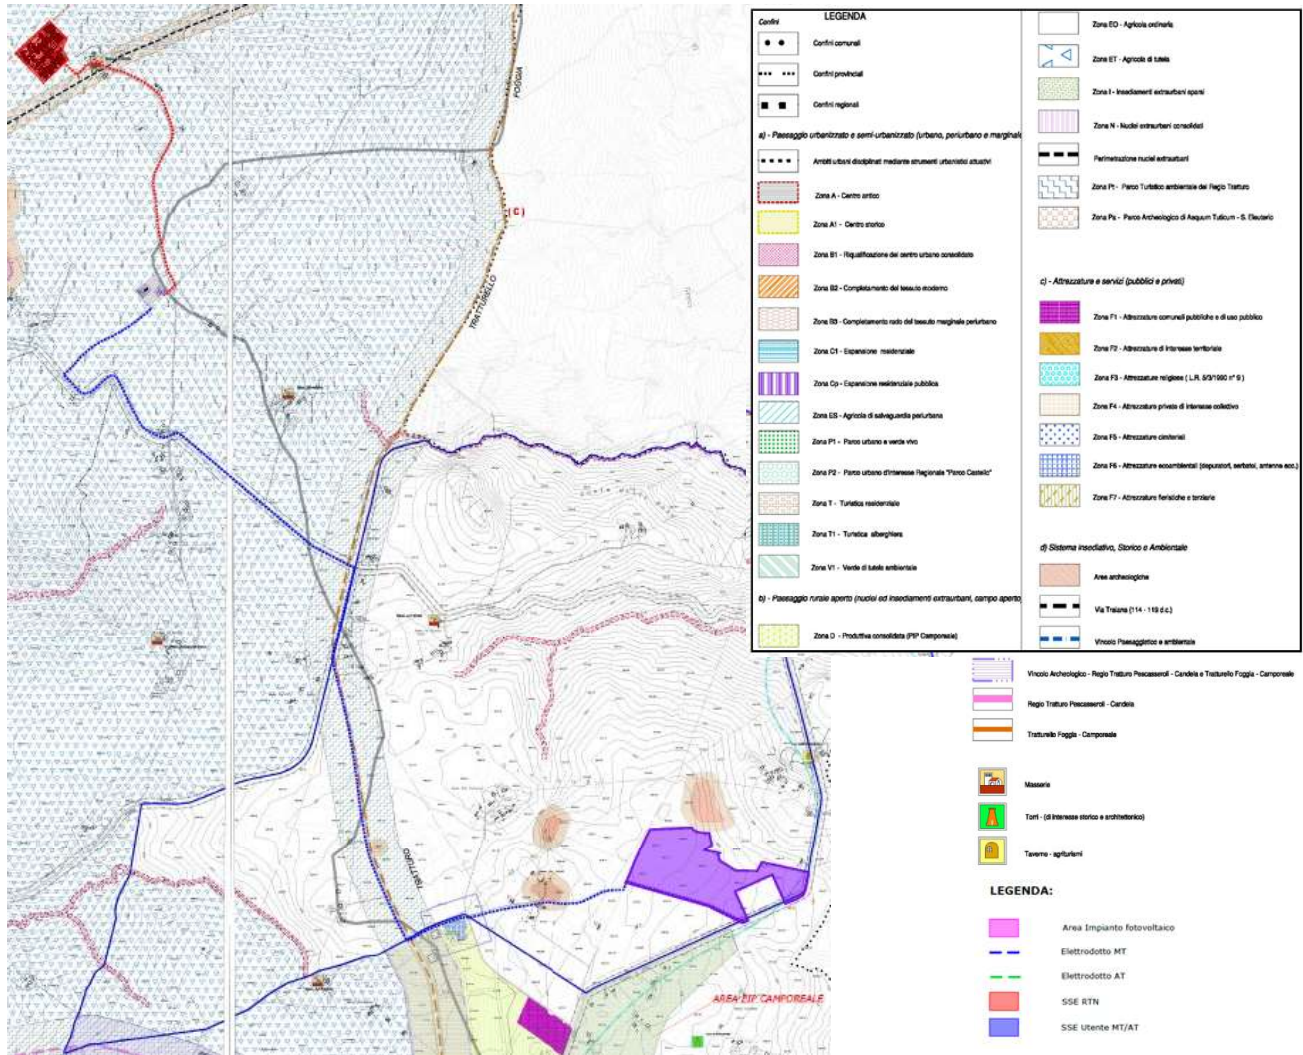 FOGGIA
( C )
TRATTURELLO
TRATTURO
AREA PIP CAMPOREALE
LEGENDA
Confini
Confini comunali
Confini provinciali
Confini regionali
a) - Paesaggio urbanizzato e semi-urbanizzato (urbano, periurbano e marginale
Ambiti urbani disciplinati mediante strumenti urbanistici attuativi
Zona A - Centro antico
Zona A1 - Centro storico
Zona B1 - Riqualificazione del centro urbano consolidato
Zona B2 - Completamento del tessuto moderno
Zona B3 - Completamento rado del tessuto marginale periurbano
Zona C1 - Espansione residenziale
Zona Cp - Espansione residenziale pubblica
Zona ES - Agricola di salvaguardia periurbana
Zona P1 - Parco urbano e verde vivo
Zona P2 - Parco urbano d'interesse Regionale "Parco Castello"
Zona T - Turistica residenziale
Zona T1 - Turistica alberghiera
Zona V1 - Verde di tutela ambientale
b) - Paesaggio rurale aperto (nuclei ed insediamenti extraurbani, campo aperto)
Zona D - Produttiva consolidata (PIP Camporeale)
Zona EO - Agricola ordinaria
Zona ET - Agricola di tutela
Zona I - Insediamenti extraurbani sparsi
Zona N - Nuclei extraurbani consolidati
Perimetrazione nuclei extraurbani
Zona Pt - Parco Turistico ambientale del Regio Tratturo
Zona Pa - Parco Archeologico di Aequum Tuticum - S. Eleuterio
c) - Attrezzature e servizi (pubblici e privati)
Zona F1 - Attrezzature comunali pubbliche e di uso pubblico
Zona F2 - Attrezzature di interesse territoriale
Zona F3 - Attrezzature religiose ( L.R. 5/3/1990 n° 9 )
Zona F4 - Attrezzature private di interesse collettivo
Zona F5 - Attrezzature cimiteriali
Zona F6 - Attrezzature ecoambientali (depuratori, serbatoi, antenne ecc.)
Zona F7 - Attrezzature fieristiche e terziarie
d) Sistema insediativo, Storico e Ambientale
Aree archeologiche
Via Traiana (114 - 119 d.c.)
Vincolo Paesaggistico e ambientale
Vincolo Archeologico - Regio Tratturo Pescasseroli - Candela e Tratturello Foggia - Camporeale
Regio Tratturo Pescasseroli - Candela
Tratturello Foggia - Camporeale
Masserie
Torri - (di interesse storico e architettonico)
Taverne - agriturismi
LEGENDA:
Area Impianto fotovoltaico
Elettrodotto MT
Elettrodotto AT
SSE RTN
SSE Utente MT/AT